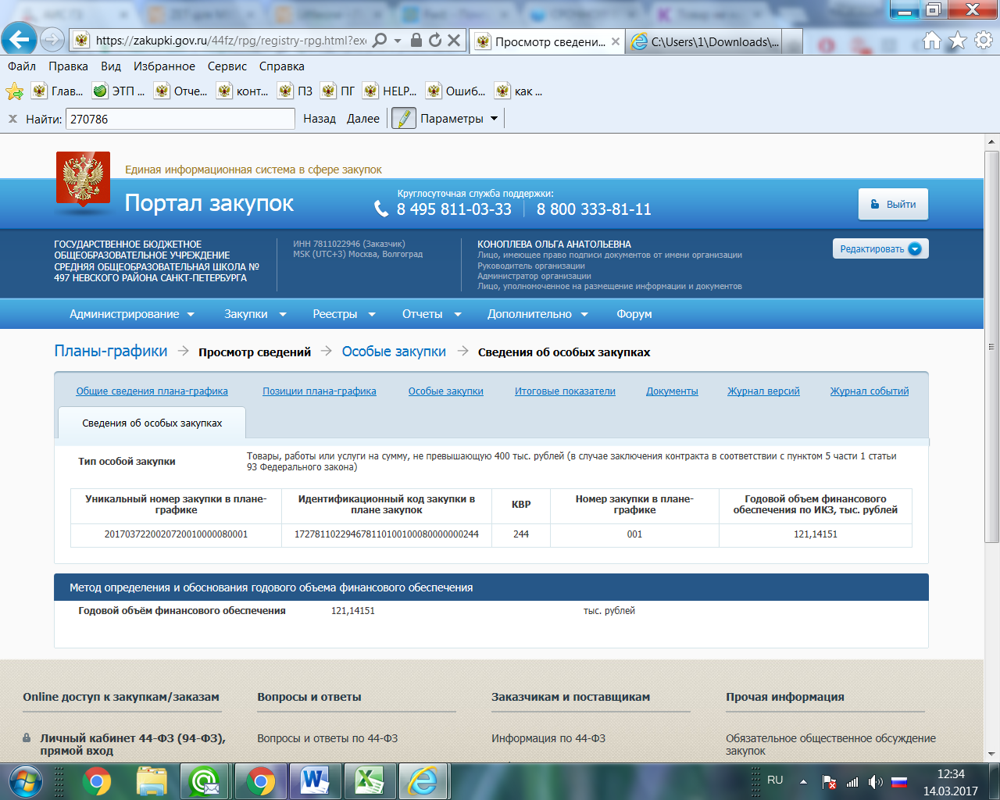 https://zakupki.gov.ru/44fz/rpg/registry-rpg.html?exe
Просмотр сведени...
C:\Users\1\Downloads\...
Файл Правка Вид Избранное Сервис Справка
Глав... ЭТП ... Отче... конт... ПЗ ПГ HELP... Ошиб... как ...
x Найти: 270786 Назад Далее Параметры
Единая информационная система в сфере закупок
Портал закупок
Круглосуточная служба поддержки:
8 495 811-03-33 8 800 333-81-11
Выйти
ГОСУДАРСТВЕННОЕ БЮДЖЕТНОЕ
ОБЩЕОБРАЗОВАТЕЛЬНОЕ УЧРЕЖДЕНИЕ
СРЕДНЯЯ ОБЩЕОБРАЗОВАТЕЛЬНАЯ ШКОЛА №
497 НЕВСКОГО РАЙОНА САНКТ-ПЕТЕРБУРГА
ИНН 7811022946 (Заказчик)
MSK (UTC+3) Москва, Волгоград
КОНОПЛЕВА ОЛЬГА АНАТОЛЬЕВНА
Лицо, имеющее право подписи документов от имени организации
Руководитель организации
Администратор организации
Лицо, уполномоченное на размещение информации и документов
Редактировать
Администрирование Закупки Реестры Отчеты Дополнительно Форум
Планы-графики Просмотр сведений Особые закупки Сведения об особых закупках
Общие сведения плана-графика Позиции плана-графика Особые закупки Итоговые показатели Документы Журнал версий Журнал событий
Сведения об особых закупках
Тип особой закупки
Товары, работы или услуги на сумму, не превышающую 400 тыс. рублей (в случае заключения контракта в соответствии с пунктом 5 части 1 статьи
93 Федерального закона)
Уникальный номер закупки в плане-
графике
Идентификационный код закупки в
плане закупок
КВР
Номер закупки в плане-
графике
Годовой объем финансового
обеспечения по ИКЗ, тыс. рублей
2017037220020720010000080001 172781102294678110100100080000000244 244 001 121,14151
Метод определения и обоснования годового объема финансового обеспечения
Годовой объём финансового обеспечения 121,14151 тыс. рублей
Online доступ к закупкам/заказам
Вопросы и ответы
Заказчикам и поставщикам
Прочая информация
Личный кабинет 44-ФЗ (94-ФЗ),
прямой вход
Вопросы и ответы по 44-ФЗ
Информация по 44-ФЗ
Обязательное общественное обсуждение
закупок
RU
12:34
14.03.2017